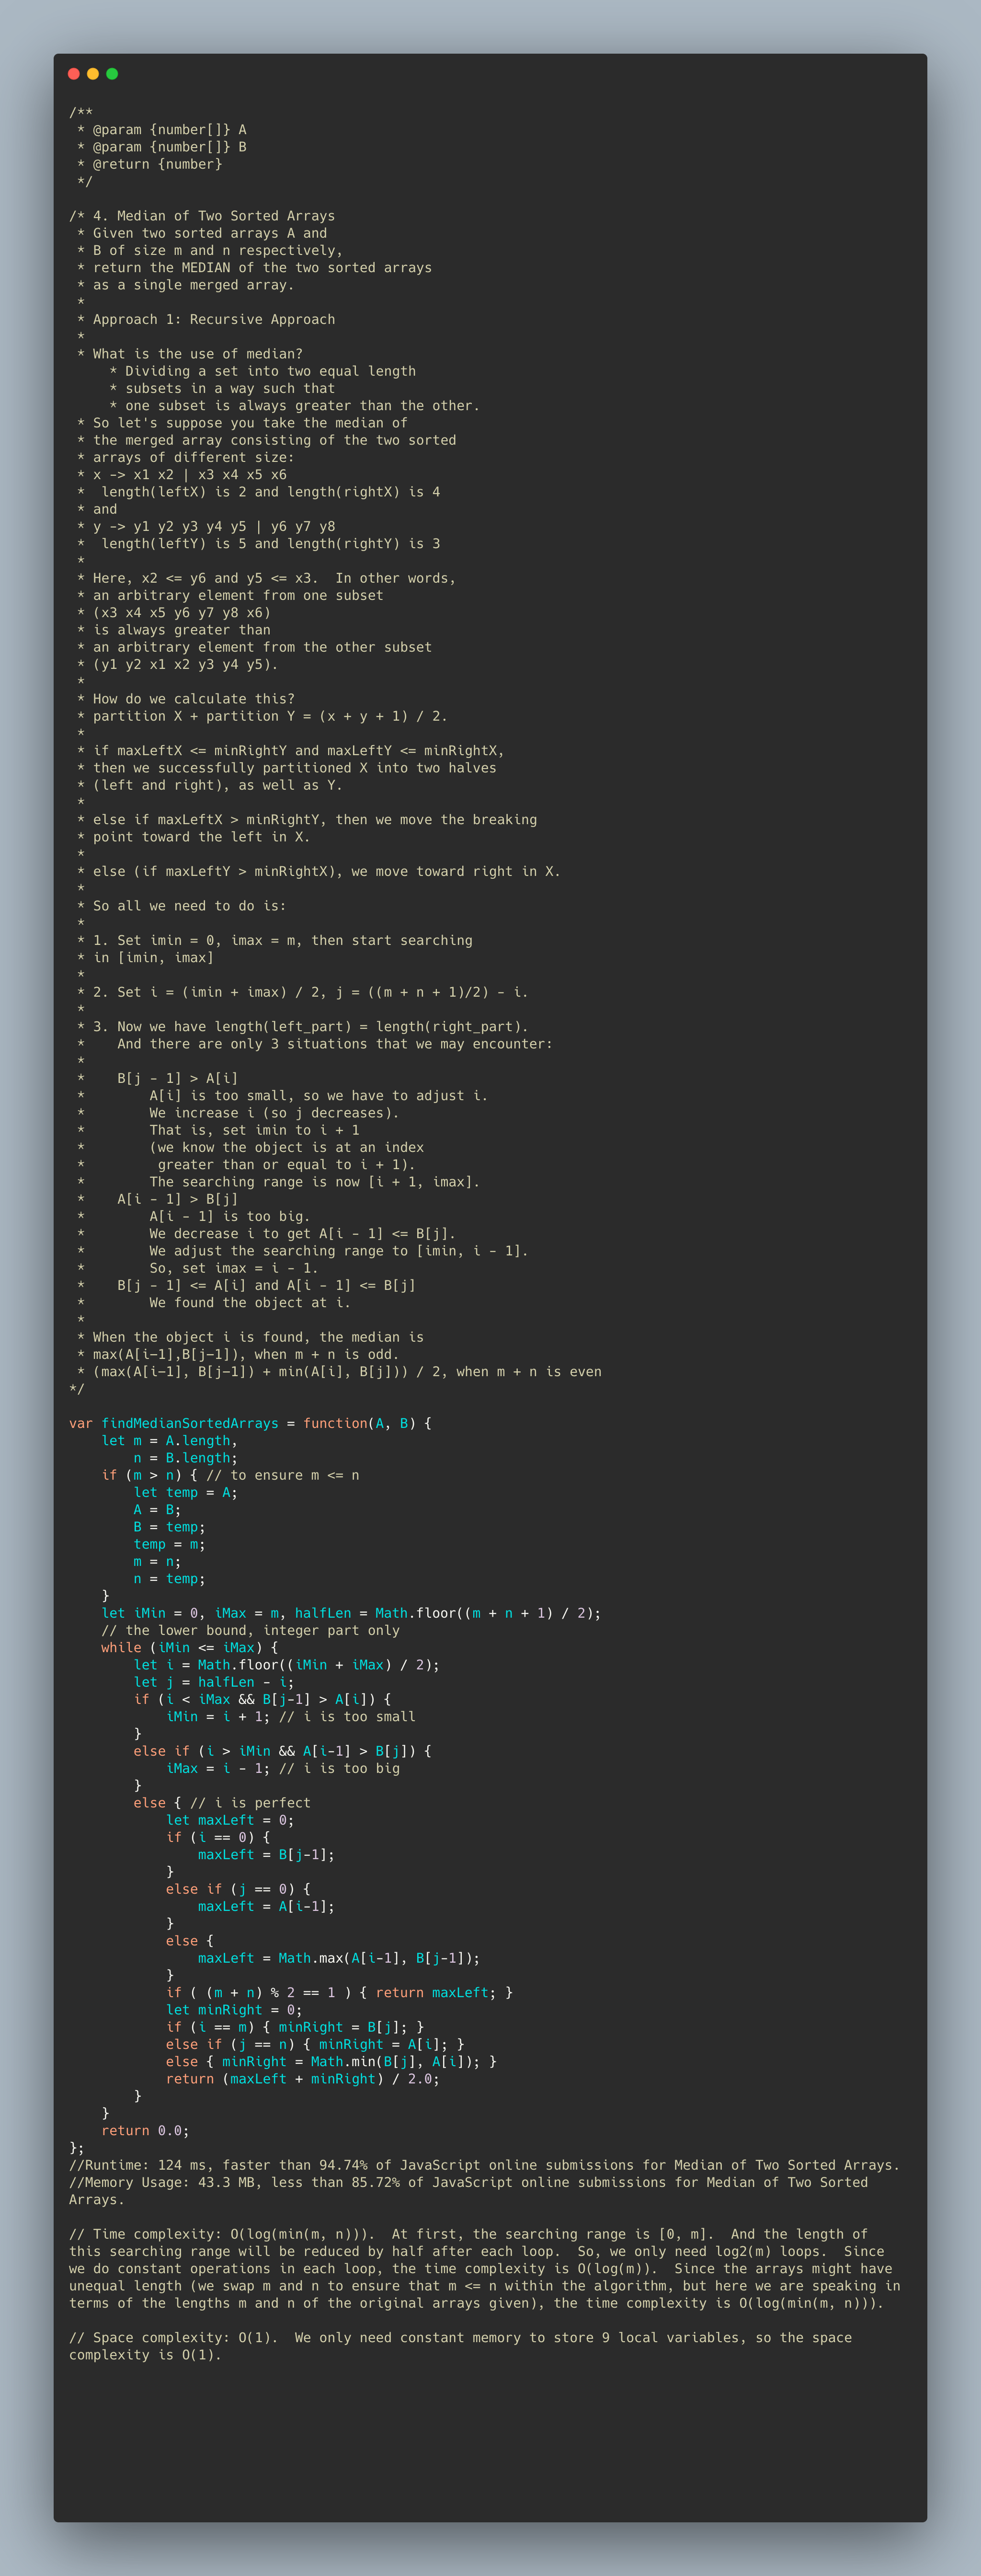 /**
 * @param {number[]} A
 * @param {number[]} B
 * @return {number}
 */

/* 4. Median of Two Sorted Arrays
 * Given two sorted arrays A and
 * B of size m and n respectively,
 * return the MEDIAN of the two sorted arrays
 * as a single merged array.
 *
 * Approach 1: Recursive Approach
 *
 * What is the use of median?
     * Dividing a set into two equal length
     * subsets in a way such that
     * one subset is always greater than the other.
 * So let's suppose you take the median of
 * the merged array consisting of the two sorted
 * arrays of different size:
 * x -> x1 x2 | x3 x4 x5 x6
 *  length(leftX) is 2 and length(rightX) is 4
 * and
 * y -> y1 y2 y3 y4 y5 | y6 y7 y8
 *  length(leftY) is 5 and length(rightY) is 3
 *
 * Here, x2 <= y6 and y5 <= x3.  In other words,
 * an arbitrary element from one subset
 * (x3 x4 x5 y6 y7 y8 x6)
 * is always greater than
 * an arbitrary element from the other subset
 * (y1 y2 x1 x2 y3 y4 y5).
 *
 * How do we calculate this?
 * partition X + partition Y = (x + y + 1) / 2.
 *
 * if maxLeftX <= minRightY and maxLeftY <= minRightX,
 * then we successfully partitioned X into two halves
 * (left and right), as well as Y.
 *
 * else if maxLeftX > minRightY, then we move the breaking
 * point toward the left in X.
 *
 * else (if maxLeftY > minRightX), we move toward right in X.
 *
 * So all we need to do is:
 *
 * 1. Set imin = 0, imax = m, then start searching
 * in [imin, imax]
 *
 * 2. Set i = (imin + imax) / 2, j = ((m + n + 1)/2) - i.
 *
 * 3. Now we have length(left_part) = length(right_part).
 *    And there are only 3 situations that we may encounter:
 *
 *    B[j - 1] > A[i]
 *        A[i] is too small, so we have to adjust i.
 *        We increase i (so j decreases).
 *        That is, set imin to i + 1
 *        (we know the object is at an index
 *         greater than or equal to i + 1).
 *        The searching range is now [i + 1, imax].
 *    A[i - 1] > B[j]
 *        A[i - 1] is too big.
 *        We decrease i to get A[i - 1] <= B[j].
 *        We adjust the searching range to [imin, i - 1].
 *        So, set imax = i - 1.
 *    B[j - 1] <= A[i] and A[i - 1] <= B[j]
 *        We found the object at i.
 *
 * When the object i is found, the median is
 * max(A[i−1],B[j−1]), when m + n is odd.
 * (max(A[i−1], B[j−1]) + min(A[i], B[j])) / 2, when m + n is even
*/

var findMedianSortedArrays = function(A, B) {
    let m = A.length,
        n = B.length;
    if (m > n) { // to ensure m <= n
        let temp = A;
        A = B;
        B = temp;
        temp = m;
        m = n;
        n = temp;
    }
    let iMin = 0, iMax = m, halfLen = Math.floor((m + n + 1) / 2);
    // the lower bound, integer part only
    while (iMin <= iMax) {
        let i = Math.floor((iMin + iMax) / 2);
        let j = halfLen - i;
        if (i < iMax && B[j-1] > A[i]) {
            iMin = i + 1; // i is too small
        }
        else if (i > iMin && A[i-1] > B[j]) {
            iMax = i - 1; // i is too big
        }
        else { // i is perfect
            let maxLeft = 0;
            if (i == 0) {
                maxLeft = B[j-1];
            }
            else if (j == 0) {
                maxLeft = A[i-1];
            }
            else {
                maxLeft = Math.max(A[i-1], B[j-1]);
            }
            if ( (m + n) % 2 == 1 ) { return maxLeft; }
            let minRight = 0;
            if (i == m) { minRight = B[j]; }
            else if (j == n) { minRight = A[i]; }
            else { minRight = Math.min(B[j], A[i]); }
            return (maxLeft + minRight) / 2.0;
        }
    }
    return 0.0;
};
//Runtime: 124 ms, faster than 94.74% of JavaScript online submissions for Median of Two Sorted Arrays.
//Memory Usage: 43.3 MB, less than 85.72% of JavaScript online submissions for Median of Two Sorted
Arrays.

// Time complexity: O(log(min(m, n))).  At first, the searching range is [0, m].  And the length of
this searching range will be reduced by half after each loop.  So, we only need log2(m) loops.  Since
we do constant operations in each loop, the time complexity is O(log(m)).  Since the arrays might have
unequal length (we swap m and n to ensure that m <= n within the algorithm, but here we are speaking in
terms of the lengths m and n of the original arrays given), the time complexity is O(log(min(m, n))).

// Space complexity: O(1).  We only need constant memory to store 9 local variables, so the space
complexity is O(1).